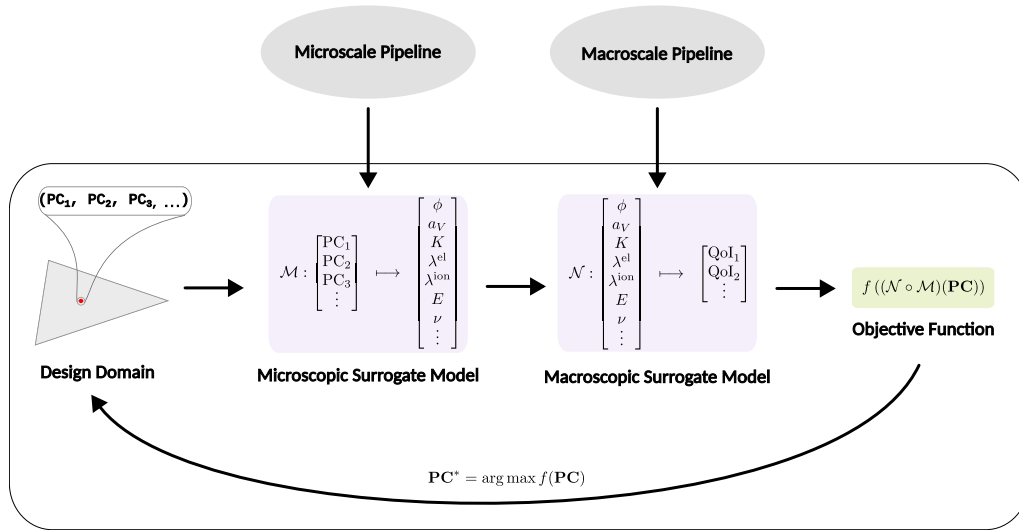 Microscale Pipeline
Macroscale Pipeline
(PC₁, PC₂, PC₃, ...)
Design Domain
ℳ : [PC₁ PC₂ PC₃ ⋮] ⟼ [ϕ a_V K λ^el λ^ion E ν ⋮]
Microscopic Surrogate Model
𝒩 : [ϕ a_V K λ^el λ^ion E ν ⋮] ⟼ [QoI₁ QoI₂ ⋮]
Macroscopic Surrogate Model
f ((𝒩 ∘ ℳ)(PC))
Objective Function
PC* = arg max f(PC)